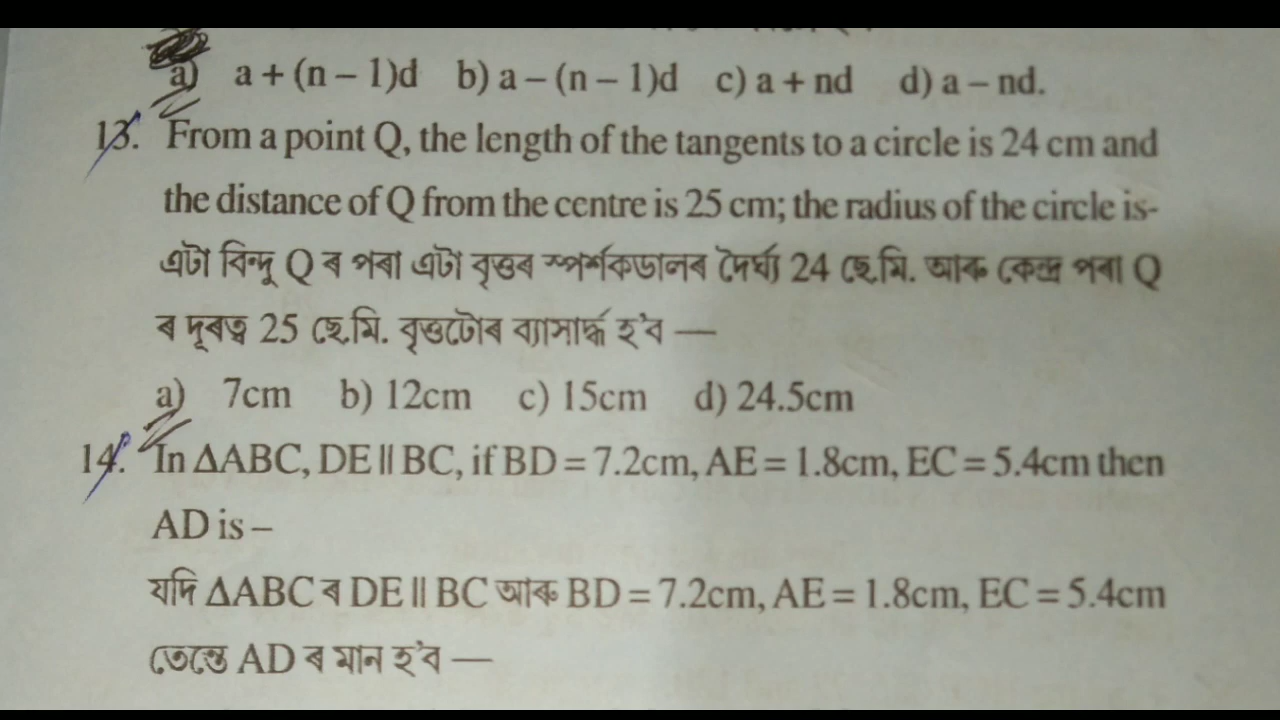 a) a + (n – 1)d b) a – (n – 1)d c) a + nd d) a – nd.
13. From a point Q, the length of the tangents to a circle is 24 cm and
the distance of Q from the centre is 25 cm; the radius of the circle is-
এটা বিন্দু Q ৰ পৰা এটা বৃত্তৰ স্পৰ্শকডালৰ দৈৰ্ঘ্য 24 ছে.মি. আৰু কেন্দ্ৰ পৰা Q
ৰ দূৰত্ব 25 ছে.মি. বৃত্তটোৰ ব্যাসাৰ্দ্ধ হ'ব —
a) 7cm b) 12cm c) 15cm d) 24.5cm
14. In ΔABC, DE || BC, if BD = 7.2cm, AE = 1.8cm, EC = 5.4cm then
AD is –
যদি ΔABC ৰ DE || BC আৰু BD = 7.2cm, AE = 1.8cm, EC = 5.4cm
তেন্তে AD ৰ মান হ'ব —